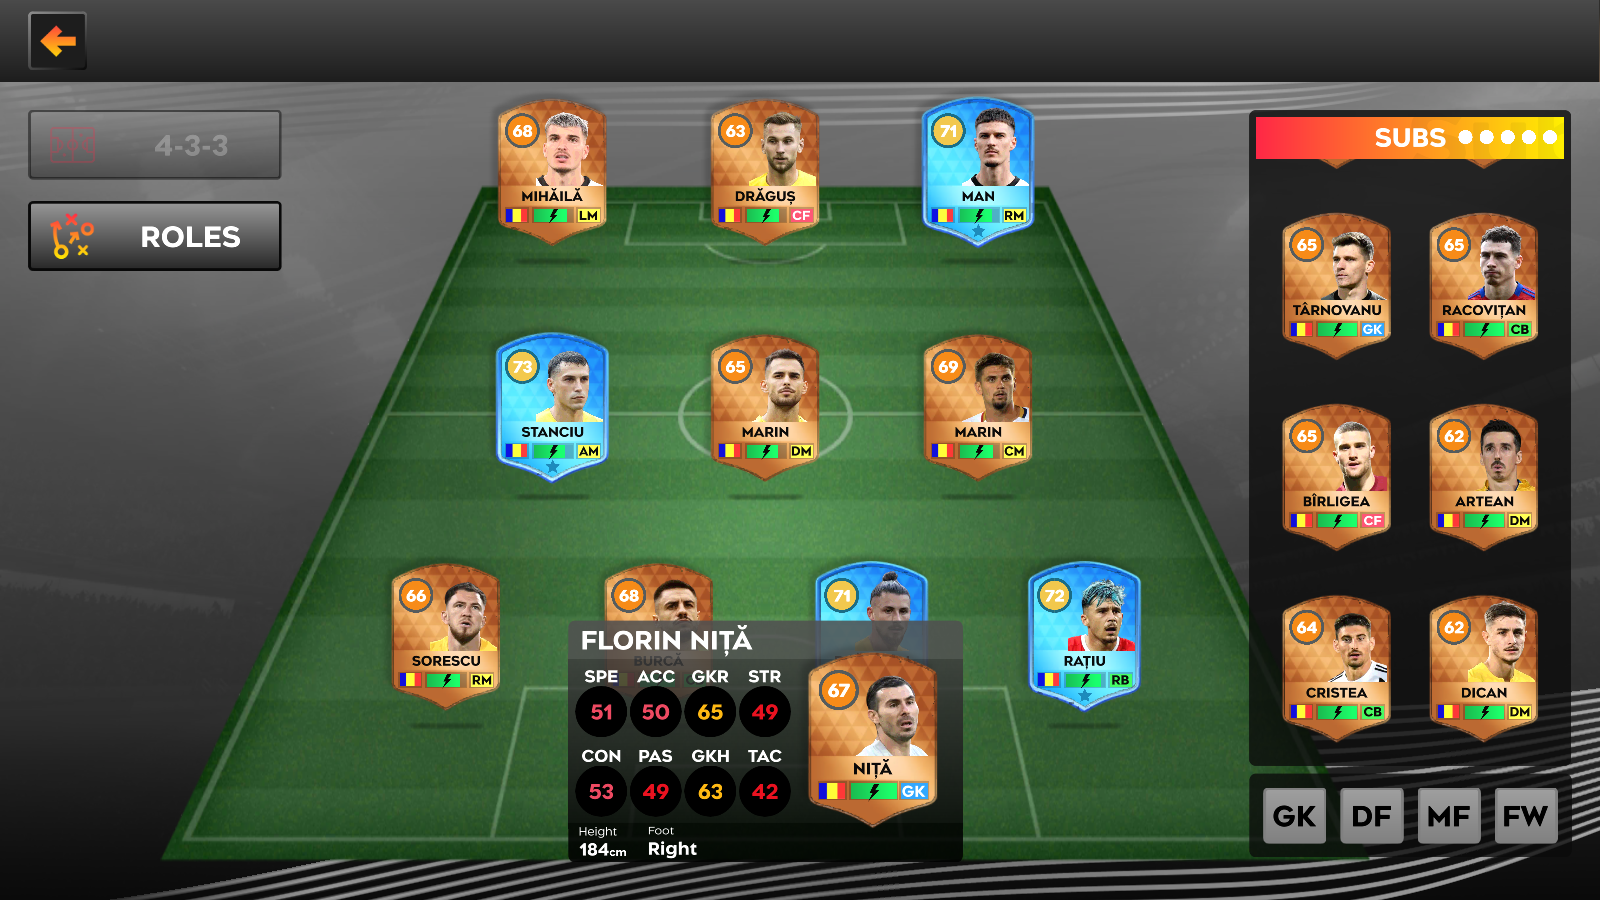 4-3-3
ROLES
68
MIHĂILĂ
LM
63
DRĂGUȘ
CF
71
MAN
RM
73
STANCIU
AM
65
MARIN
DM
69
MARIN
CM
66
SORESCU
RM
68
BURCĂ
71
72
RAȚIU
RB
FLORIN NIȚĂ
SPE ACC GKR STR
51 50 65 49
CON PAS GKH TAC
53 49 63 42
Height Foot
184cm Right
67
NIȚĂ
GK
SUBS
65
TÂRNOVANU
GK
65
RACOVIȚAN
CB
65
BÎRLIGEA
CF
62
ARTEAN
DM
64
CRISTEA
CB
62
DICAN
DM
GK DF MF FW